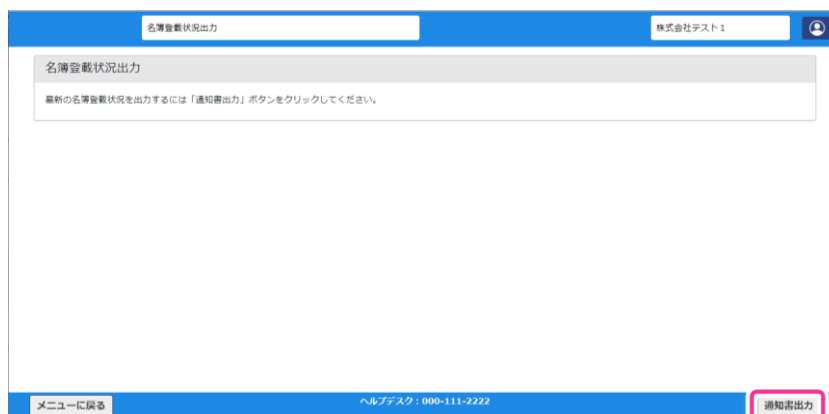 名簿登載状況出力
株式会社テスト１
名簿登載状況出力
最新の名簿登載状況を出力するには「通知書出力」ボタンをクリックしてください。
メニューに戻る
ヘルプデスク：000-111-2222
通知書出力